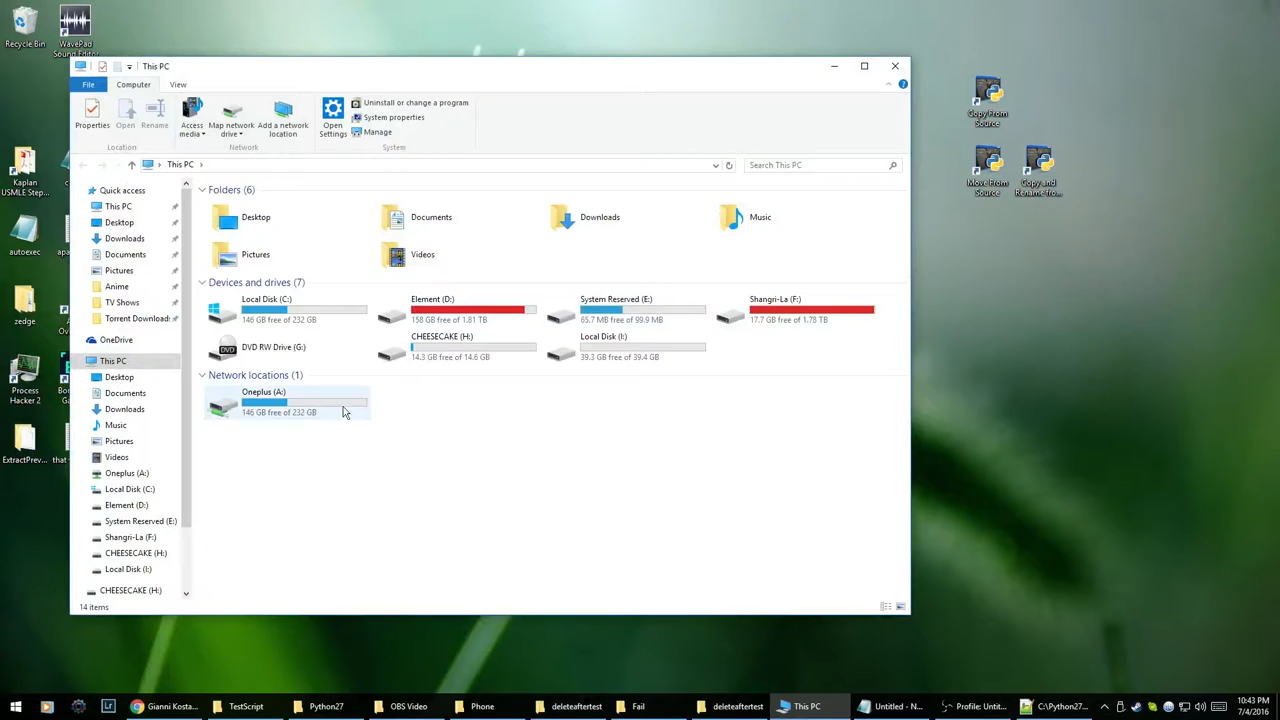 Recycle Bin
WavePad
Sound Editor
This PC
File
Computer
View
Properties
Open
Rename
Access
media
Map network
drive
Add a network
location
Open
Settings
Uninstall or change a program
System properties
Manage
Location
Network
System
This PC
Search This PC
Quick access
This PC
Desktop
Downloads
Documents
Pictures
Anime
TV Shows
Torrent Download
OneDrive
This PC
Desktop
Documents
Downloads
Music
Pictures
Videos
Oneplus (A:)
Local Disk (C:)
Element (D:)
System Reserved (E:)
Shangri-La (F:)
CHEESECAKE (H:)
Local Disk (I:)
CHEESECAKE (H:)
14 items
Folders (6)
Desktop
Documents
Downloads
Music
Pictures
Videos
Devices and drives (7)
Local Disk (C:)
146 GB free of 232 GB
Element (D:)
158 GB free of 1.81 TB
System Reserved (E:)
65.7 MB free of 99.9 MB
Shangri-La (F:)
17.7 GB free of 1.78 TB
DVD
DVD RW Drive (G:)
CHEESECAKE (H:)
14.3 GB free of 14.6 GB
Local Disk (I:)
39.3 GB free of 39.4 GB
Network locations (1)
Oneplus (A:)
146 GB free of 232 GB
Kaplan
USMLE Step...
autoexec
zedge.
Process
Hacker 2
ExtractPrev...
Copy From
Source
Move From
Source
Copy and
Rename fro...
Lr
Gianni Kosta...
TestScript
Python27
OBS Video
Phone
deleteaftertest
Fail
deleteaftertest
This PC
Untitled - N...
Profile: Unti...
C:\Python27...
10:43 PM
7/4/2016